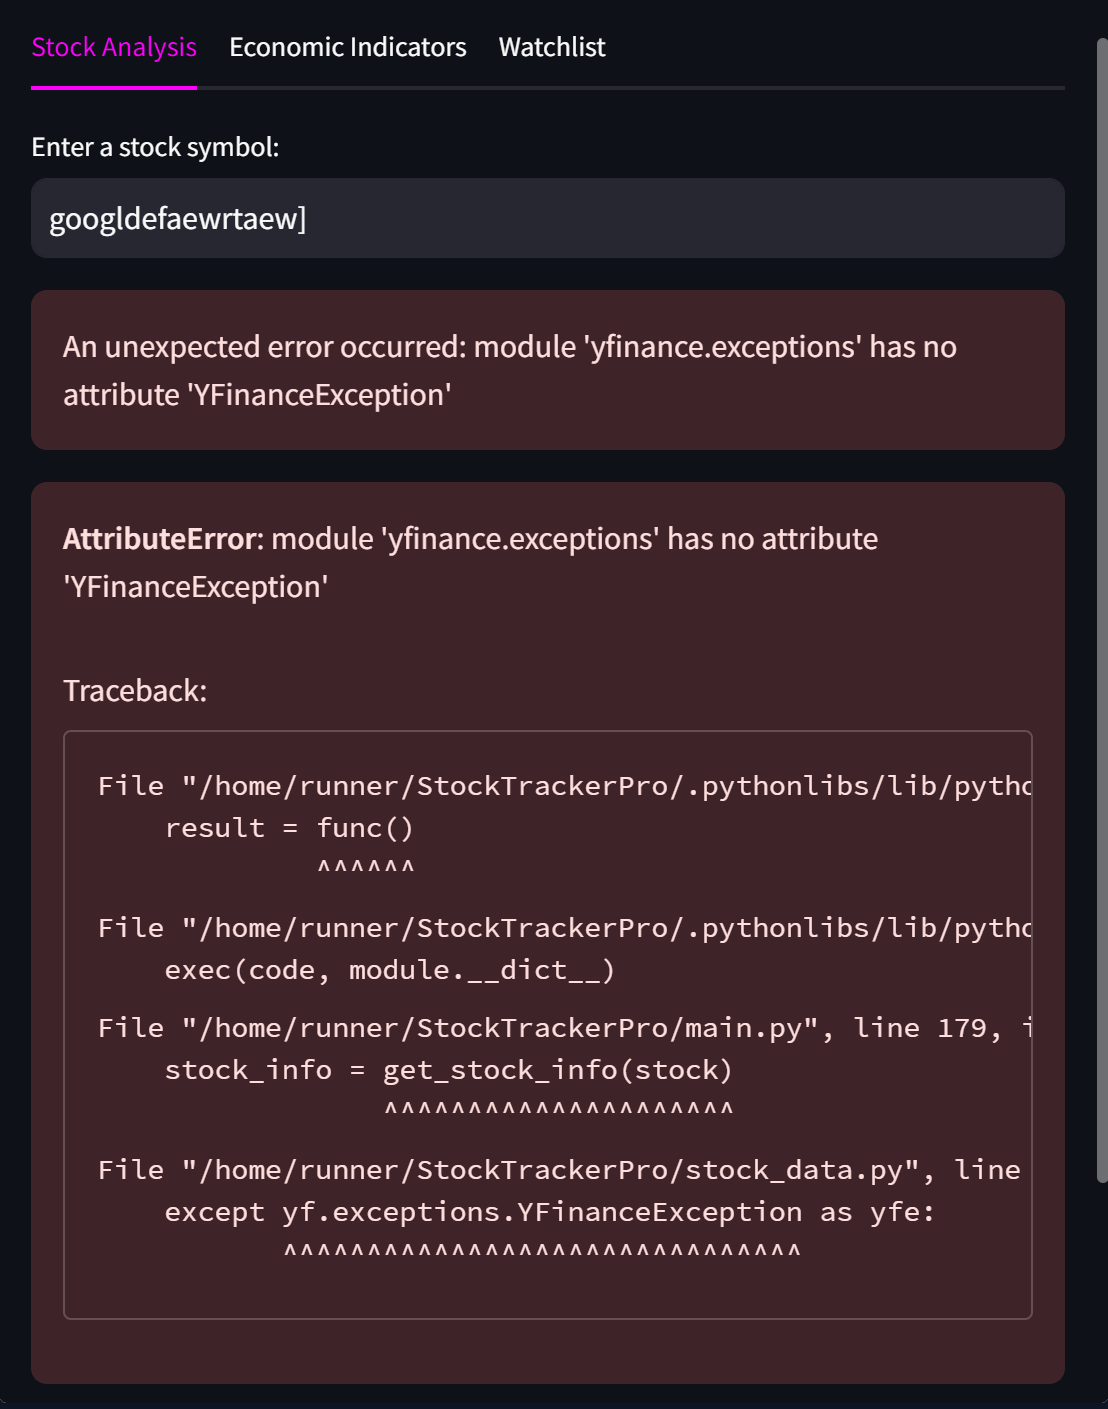 Stock Analysis Economic Indicators Watchlist
Enter a stock symbol:
googldefaewrtaew]
An unexpected error occurred: module 'yfinance.exceptions' has no
attribute 'YFinanceException'
AttributeError: module 'yfinance.exceptions' has no attribute
'YFinanceException'
Traceback:
File "/home/runner/StockTrackerPro/.pythonlibs/lib/pytho
result = func()
^^^^^^
File "/home/runner/StockTrackerPro/.pythonlibs/lib/pytho
exec(code, module.__dict__)
File "/home/runner/StockTrackerPro/main.py", line 179, i
stock_info = get_stock_info(stock)
^^^^^^^^^^^^^^^^^^^^^
File "/home/runner/StockTrackerPro/stock_data.py", line
except yf.exceptions.YFinanceException as yfe:
^^^^^^^^^^^^^^^^^^^^^^^^^^^^^^^